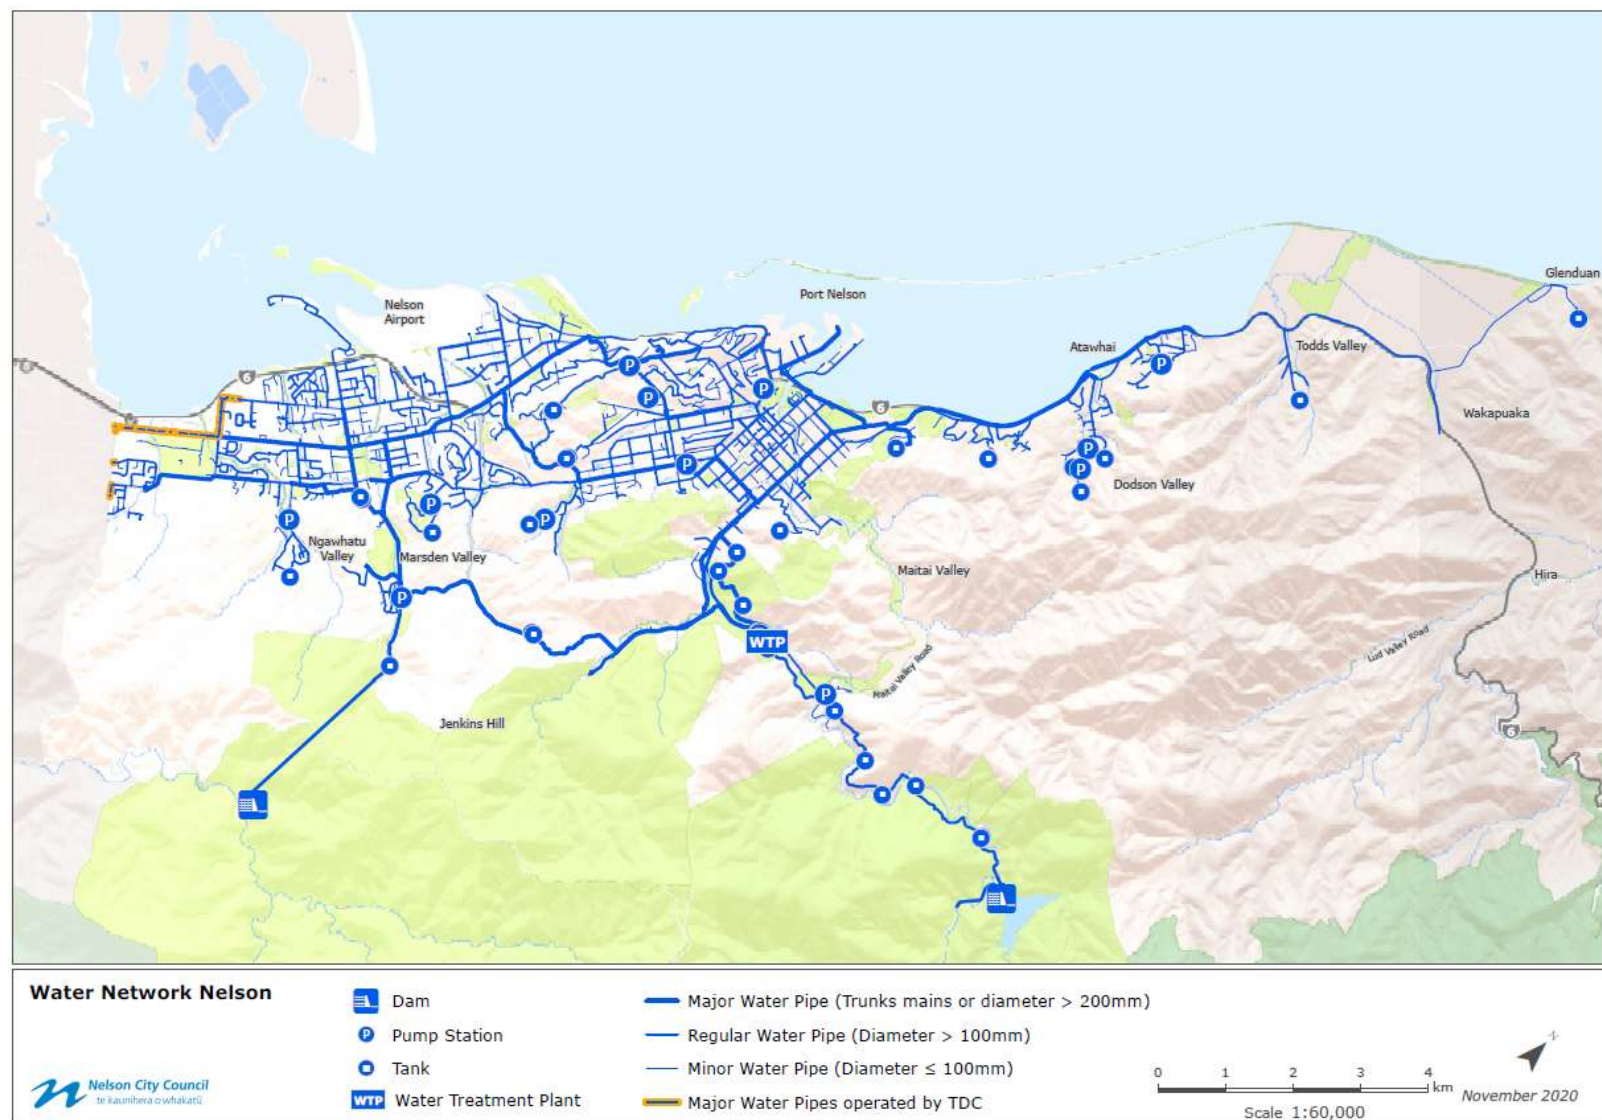 Glenduan
Port Nelson
Nelson
Airport
Todds Valley
Atawhai
6
6
6
Wakapuaka
P
P
P
P
P
P
P
P
P
P
P
P
Dodson Valley
Ngawhatu
Valley
Marsden Valley
Maitai Valley
Hira
WTP
Lud Valley Road
Maitai Valley Road
Jenkins Hill
6
Water Network Nelson
Dam
P Pump Station
Tank
WTP Water Treatment Plant
Major Water Pipe (Trunks mains or diameter > 200mm)
Regular Water Pipe (Diameter > 100mm)
Minor Water Pipe (Diameter ≤ 100mm)
Major Water Pipes operated by TDC
Nelson City Council
te kaunihera o whakatū
0 1 2 3 4
km
Scale 1:60,000
N
November 2020